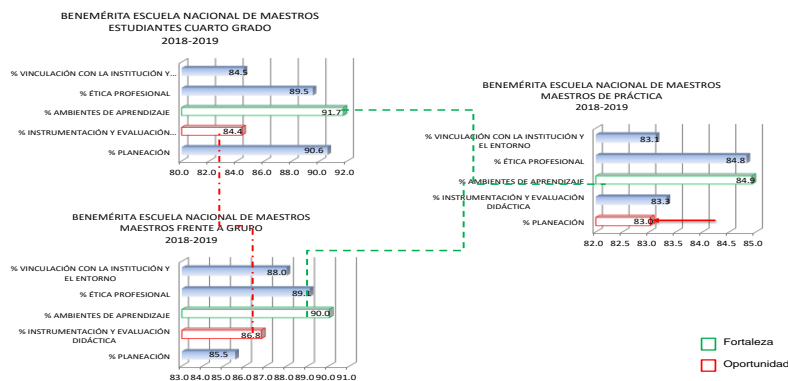 BENEMÉRITA ESCUELA NACIONAL DE MAESTROS
ESTUDIANTES CUARTO GRADO
2018-2019
% VINCULACIÓN CON LA INSTITUCIÓN Y...
84.5
% ÉTICA PROFESIONAL
89.5
% AMBIENTES DE APRENDIZAJE
91.7
% INSTRUMENTACIÓN Y EVALUACIÓN...
84.4
% PLANEACIÓN
90.6
80.0 82.0 84.0 86.0 88.0 90.0 92.0
BENEMÉRITA ESCUELA NACIONAL DE MAESTROS
MAESTROS DE PRÁCTICA
2018-2019
% VINCULACIÓN CON LA INSTITUCIÓN Y
EL ENTORNO
83.1
% ÉTICA PROFESIONAL
84.8
% AMBIENTES DE APRENDIZAJE
84.9
% INSTRUMENTACIÓN Y EVALUACIÓN
DIDÁCTICA
83.3
% PLANEACIÓN
83.0
82.0 82.5 83.0 83.5 84.0 84.5 85.0
BENEMÉRITA ESCUELA NACIONAL DE MAESTROS
MAESTROS FRENTE A GRUPO
2018-2019
% VINCULACIÓN CON LA INSTITUCIÓN Y
EL ENTORNO
88.0
% ÉTICA PROFESIONAL
89.1
% AMBIENTES DE APRENDIZAJE
90.0
% INSTRUMENTACIÓN Y EVALUACIÓN
DIDÁCTICA
86.8
% PLANEACIÓN
85.5
83.0 84.0 85.0 86.0 87.0 88.0 89.0 90.0 91.0
Fortaleza
Oportunidad